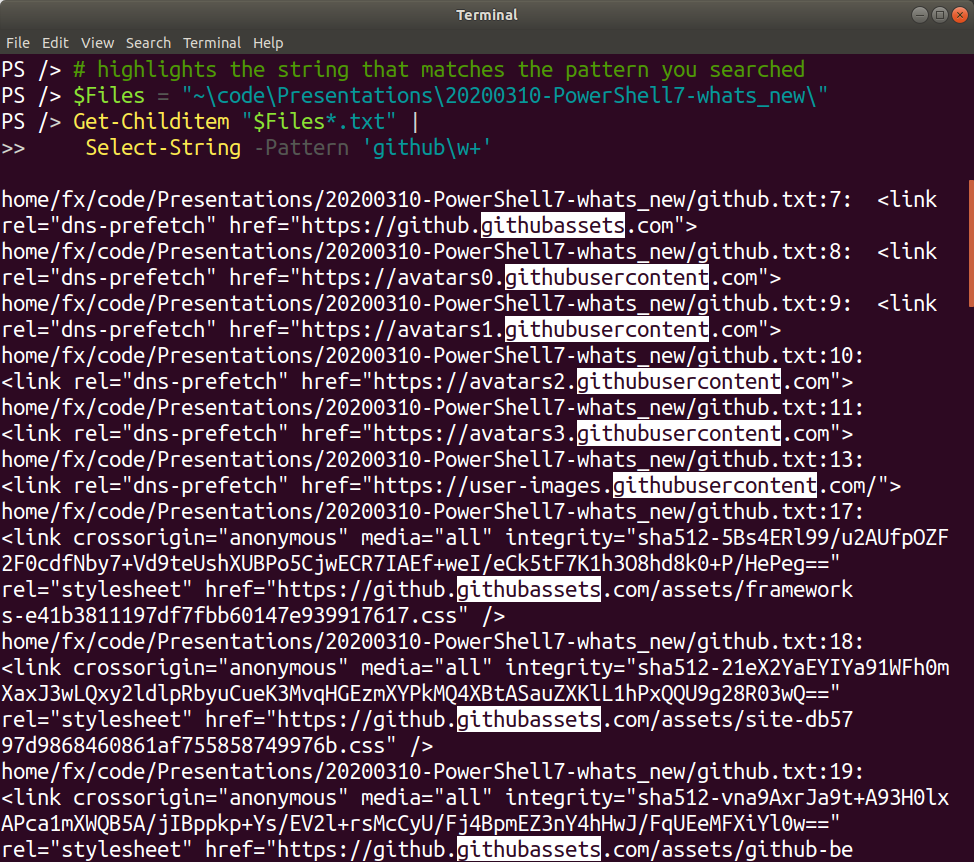 Terminal
File Edit View Search Terminal Help
PS /> # highlights the string that matches the pattern you searched
PS /> $Files = "~\code\Presentations\20200310-PowerShell7-whats_new\"
PS /> Get-Childitem "$Files*.txt" |
>>     Select-String -Pattern 'github\w+'
home/fx/code/Presentations/20200310-PowerShell7-whats_new/github.txt:7:  <link
rel="dns-prefetch" href="https://github.githubassets.com">
home/fx/code/Presentations/20200310-PowerShell7-whats_new/github.txt:8:  <link
rel="dns-prefetch" href="https://avatars0.githubusercontent.com">
home/fx/code/Presentations/20200310-PowerShell7-whats_new/github.txt:9:  <link
rel="dns-prefetch" href="https://avatars1.githubusercontent.com">
home/fx/code/Presentations/20200310-PowerShell7-whats_new/github.txt:10:
<link rel="dns-prefetch" href="https://avatars2.githubusercontent.com">
home/fx/code/Presentations/20200310-PowerShell7-whats_new/github.txt:11:
<link rel="dns-prefetch" href="https://avatars3.githubusercontent.com">
home/fx/code/Presentations/20200310-PowerShell7-whats_new/github.txt:13:
<link rel="dns-prefetch" href="https://user-images.githubusercontent.com/">
home/fx/code/Presentations/20200310-PowerShell7-whats_new/github.txt:17:
<link crossorigin="anonymous" media="all" integrity="sha512-5Bs4ERl99/u2AUfpOZF
2F0cdfNby7+Vd9teUshXUBPo5CjwECR7IAEf+weI/eCk5tF7K1h3O8hd8k0+P/HePeg=="
rel="stylesheet" href="https://github.githubassets.com/assets/framework
s-e41b3811197df7fbb60147e939917617.css" />
home/fx/code/Presentations/20200310-PowerShell7-whats_new/github.txt:18:
<link crossorigin="anonymous" media="all" integrity="sha512-21eX2YaEYIYa91WFh0m
XaxJ3wLQxy2ldlpRbyuCueK3MvqHGEzmXYPkMQ4XBtASauZXKlL1hPxQQU9g28R03wQ=="
rel="stylesheet" href="https://github.githubassets.com/assets/site-db57
97d9868460861af755858749976b.css" />
home/fx/code/Presentations/20200310-PowerShell7-whats_new/github.txt:19:
<link crossorigin="anonymous" media="all" integrity="sha512-vna9AxrJa9t+A93H0lx
APca1mXWQB5A/jIBppkp+Ys/EV2l+rsMcCyU/Fj4BpmEZ3nY4hHwJ/FqUEeMFXiYl0w=="
rel="stylesheet" href="https://github.githubassets.com/assets/github-be